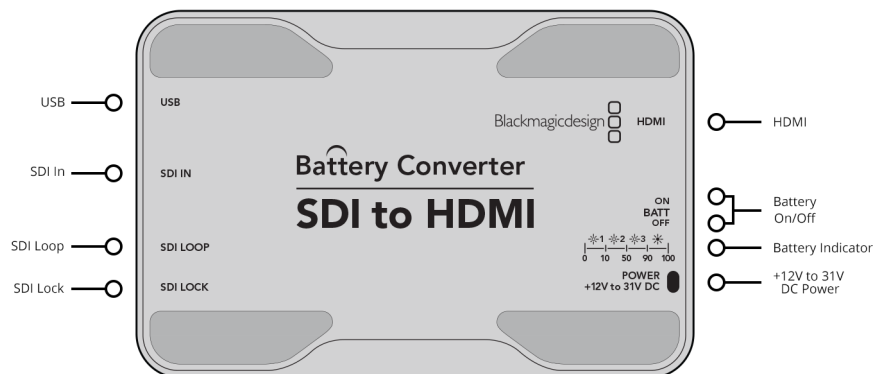 USB
SDI In
SDI Loop
SDI Lock
USB
SDI IN
SDI LOOP
SDI LOCK
Blackmagicdesign
HDMI
Battery Converter
SDI to HDMI
ON
BATT
OFF
1 2 3
0 10 50 90 100
POWER
+12V to 31V DC
HDMI
Battery
On/Off
Battery Indicator
+12V to 31V
DC Power